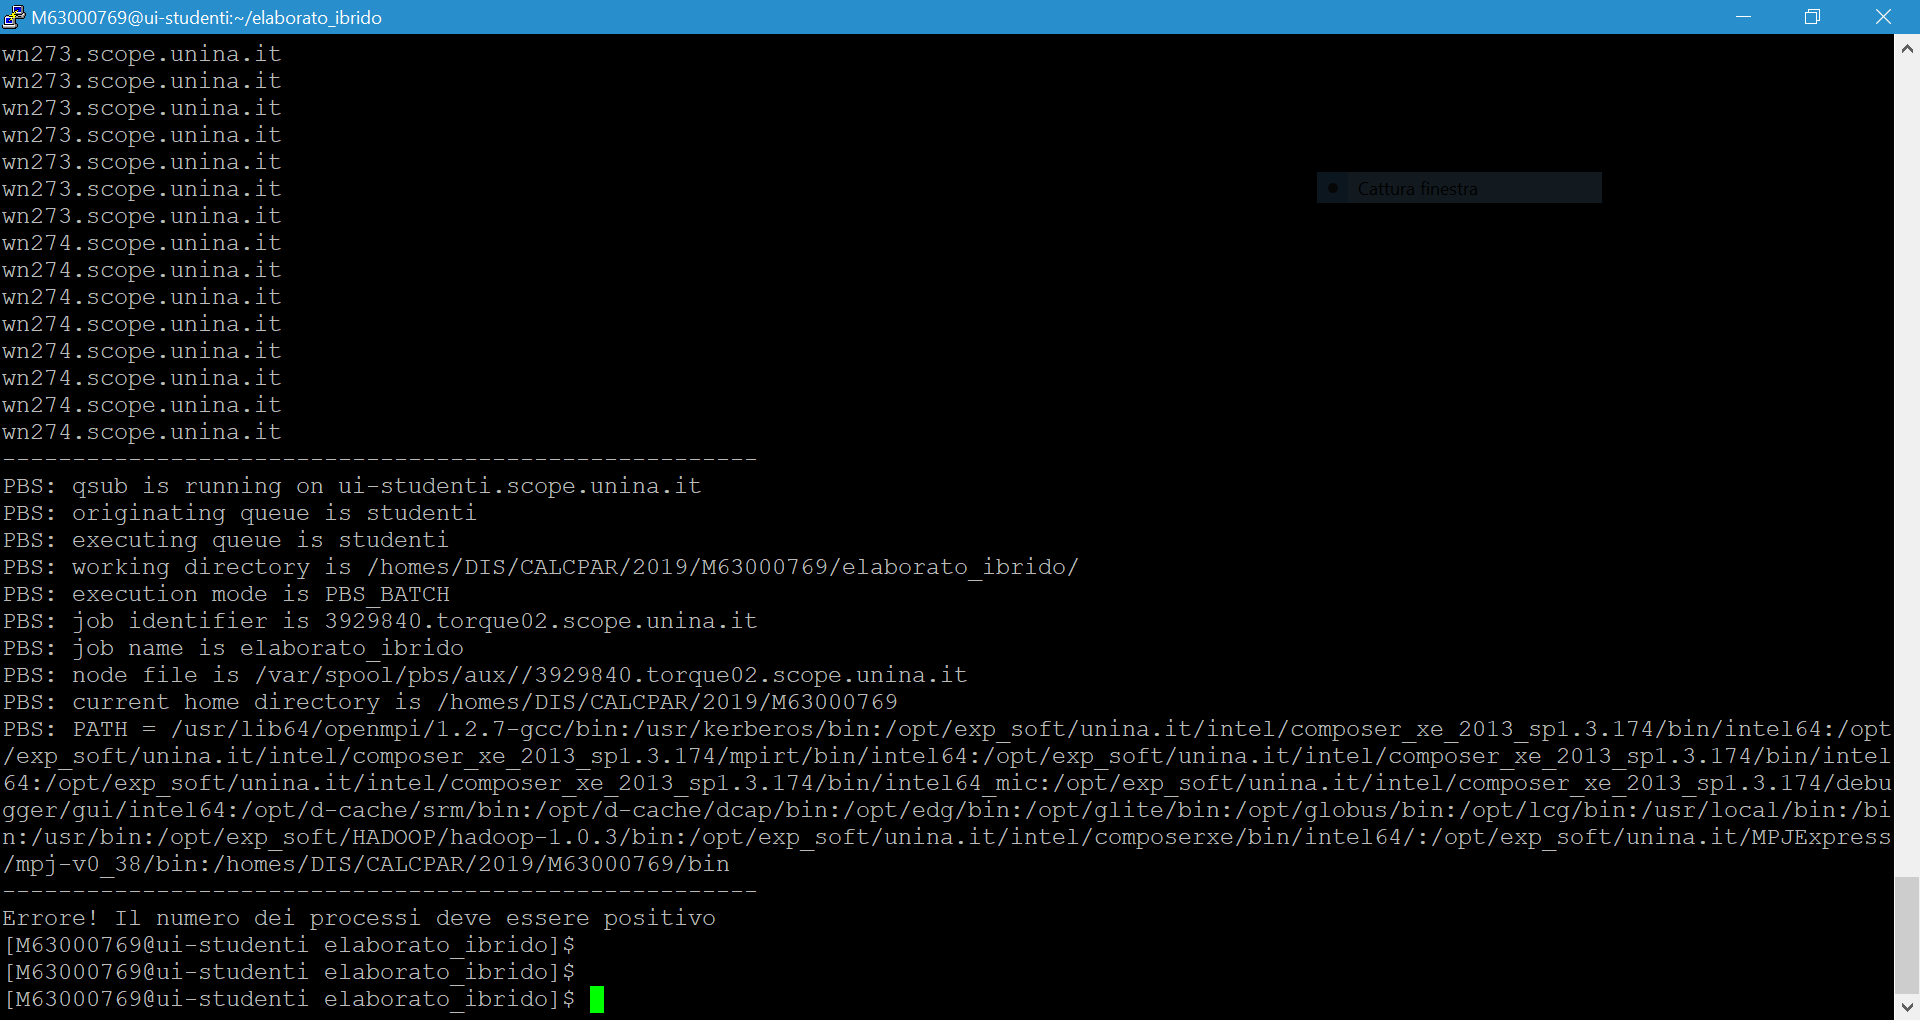 M63000769@ui-studenti:~/elaborato_ibrido
wn273.scope.unina.it
wn273.scope.unina.it
wn273.scope.unina.it
wn273.scope.unina.it
wn273.scope.unina.it
wn273.scope.unina.it
Cattura finestra
wn273.scope.unina.it
wn274.scope.unina.it
wn274.scope.unina.it
wn274.scope.unina.it
wn274.scope.unina.it
wn274.scope.unina.it
wn274.scope.unina.it
wn274.scope.unina.it
wn274.scope.unina.it
------------------------------------------------------
PBS: qsub is running on ui-studenti.scope.unina.it
PBS: originating queue is studenti
PBS: executing queue is studenti
PBS: working directory is /homes/DIS/CALCPAR/2019/M63000769/elaborato_ibrido/
PBS: execution mode is PBS_BATCH
PBS: job identifier is 3929840.torque02.scope.unina.it
PBS: job name is elaborato_ibrido
PBS: node file is /var/spool/pbs/aux//3929840.torque02.scope.unina.it
PBS: current home directory is /homes/DIS/CALCPAR/2019/M63000769
PBS: PATH = /usr/lib64/openmpi/1.2.7-gcc/bin:/usr/kerberos/bin:/opt/exp_soft/unina.it/intel/composer_xe_2013_sp1.3.174/bin/intel64:/opt
/exp_soft/unina.it/intel/composer_xe_2013_sp1.3.174/mpirt/bin/intel64:/opt/exp_soft/unina.it/intel/composer_xe_2013_sp1.3.174/bin/intel
64:/opt/exp_soft/unina.it/intel/composer_xe_2013_sp1.3.174/bin/intel64_mic:/opt/exp_soft/unina.it/intel/composer_xe_2013_sp1.3.174/debu
gger/gui/intel64:/opt/d-cache/srm/bin:/opt/d-cache/dcap/bin:/opt/edg/bin:/opt/glite/bin:/opt/globus/bin:/opt/lcg/bin:/usr/local/bin:/bi
n:/usr/bin:/opt/exp_soft/HADOOP/hadoop-1.0.3/bin:/opt/exp_soft/unina.it/intel/composerxe/bin/intel64/:/opt/exp_soft/unina.it/MPJExpress
/mpj-v0_38/bin:/homes/DIS/CALCPAR/2019/M63000769/bin
------------------------------------------------------
Errore! Il numero dei processi deve essere positivo
[M63000769@ui-studenti elaborato_ibrido]$
[M63000769@ui-studenti elaborato_ibrido]$
[M63000769@ui-studenti elaborato_ibrido]$